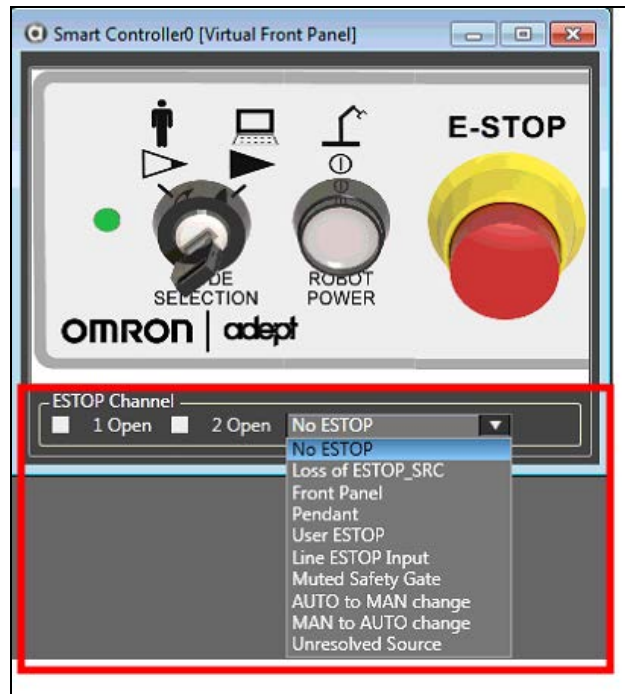 Smart Controller0 [Virtual Front Panel]
E-STOP
DE
SELECTION
ROBOT
POWER
OMRON | adept
ESTOP Channel
1 Open 2 Open No ESTOP
No ESTOP
Loss of ESTOP_SRC
Front Panel
Pendant
User ESTOP
Line ESTOP Input
Muted Safety Gate
AUTO to MAN change
MAN to AUTO change
Unresolved Source